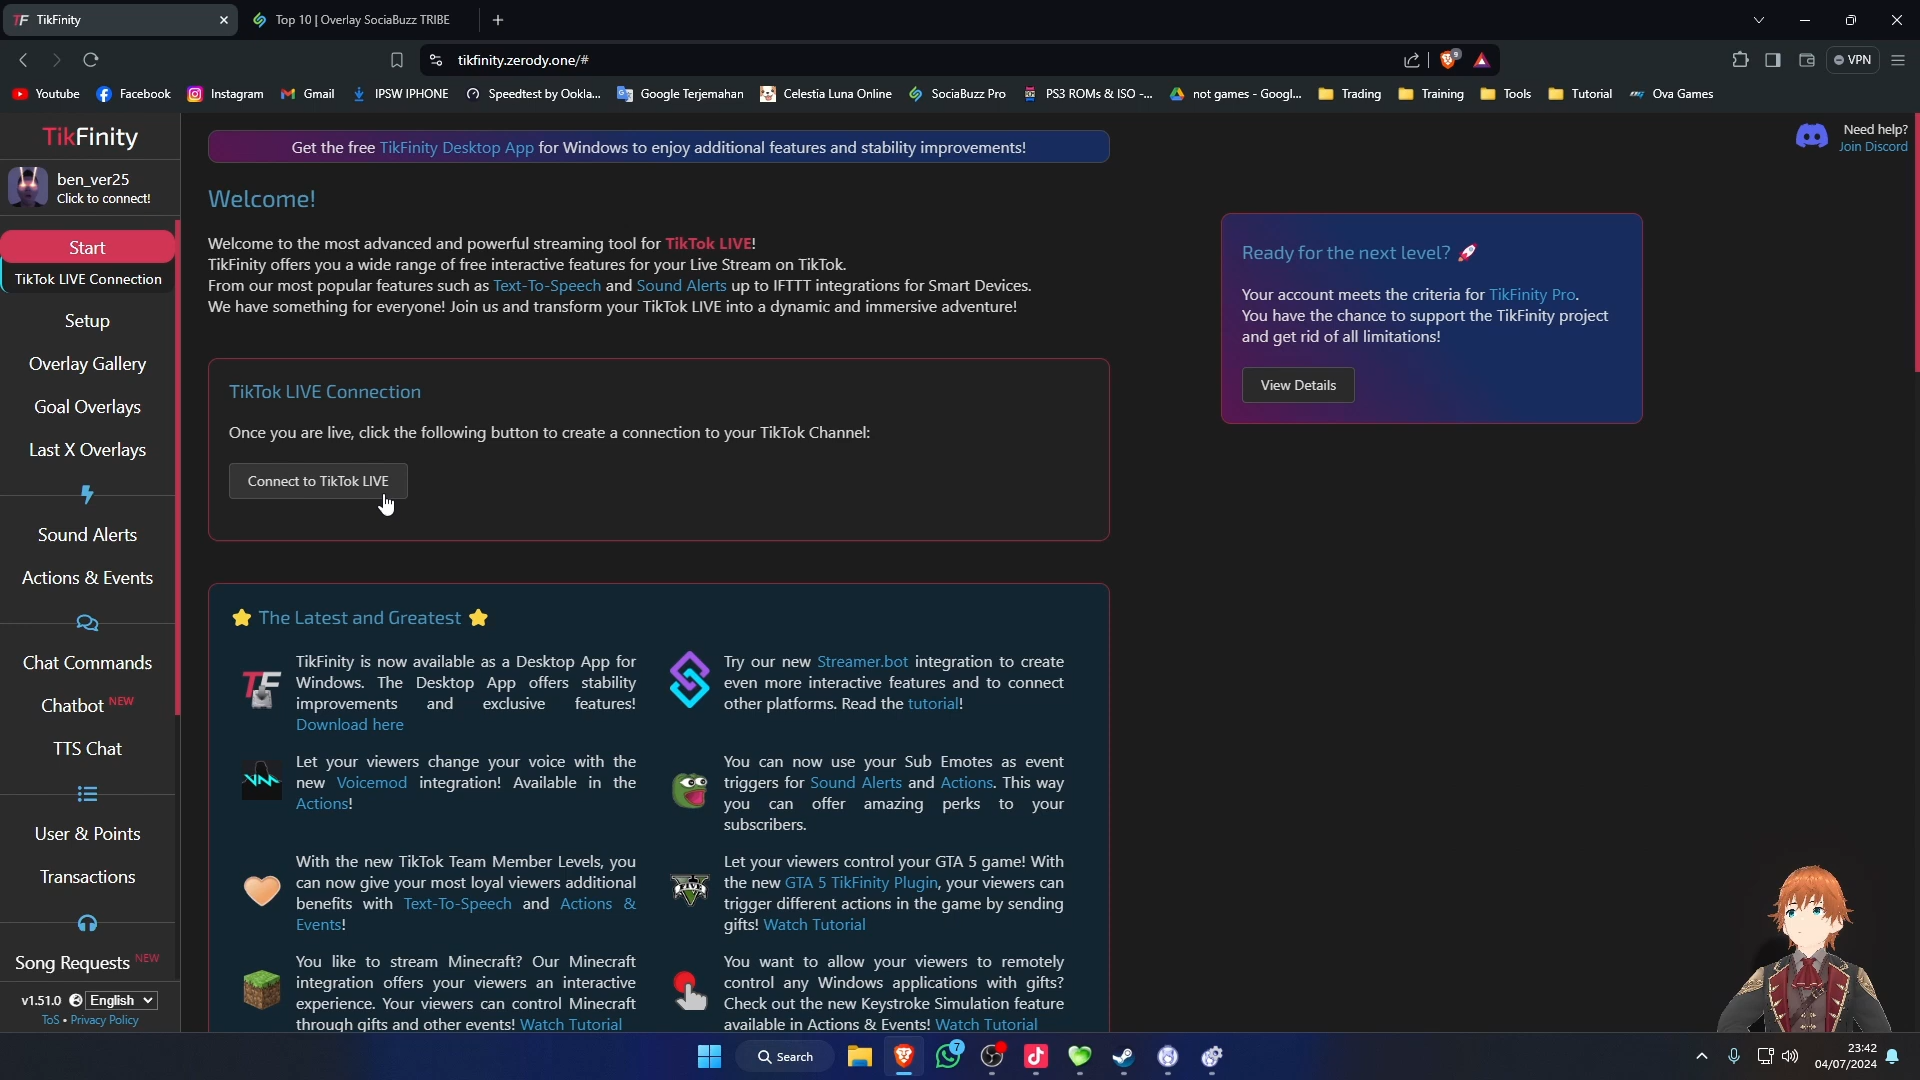 TikFinity
Top 10 | Overlay SociaBuzz TRIBE
tikfinity.zerody.one/#
9
VPN
Youtube
Facebook
Instagram
Gmail
IPSW IPHONE
Speedtest by Ookla...
Google Terjemahan
Celestia Luna Online
SociaBuzz Pro
PS3 ROMs & ISO -...
not games - Googl...
Trading
Training
Tools
Tutorial
Ova Games
TikFinity
ben_ver25
Click to connect!
Start
TikTok LIVE Connection
Setup
Overlay Gallery
Goal Overlays
Last X Overlays
Sound Alerts
Actions & Events
Chat Commands
Chatbot NEW
TTS Chat
User & Points
Transactions
Song Requests NEW
v1.51.0 English
ToS • Privacy Policy
Get the free TikFinity Desktop App for Windows to enjoy additional features and stability improvements!
Need help?
Join Discord
Welcome!
Welcome to the most advanced and powerful streaming tool for TikTok LIVE!
TikFinity offers you a wide range of free interactive features for your Live Stream on TikTok.
From our most popular features such as Text-To-Speech and Sound Alerts up to IFTTT integrations for Smart Devices.
We have something for everyone! Join us and transform your TikTok LIVE into a dynamic and immersive adventure!
TikTok LIVE Connection
Once you are live, click the following button to create a connection to your TikTok Channel:
Connect to TikTok LIVE
Ready for the next level?
Your account meets the criteria for TikFinity Pro.
You have the chance to support the TikFinity project
and get rid of all limitations!
View Details
The Latest and Greatest
TikFinity is now available as a Desktop App for
Windows. The Desktop App offers stability
improvements and exclusive features!
Download here
Try our new Streamer.bot integration to create
even more interactive features and to connect
other platforms. Read the tutorial!
Let your viewers change your voice with the
new Voicemod integration! Available in the
Actions!
You can now use your Sub Emotes as event
triggers for Sound Alerts and Actions. This way
you can offer amazing perks to your
subscribers.
With the new TikTok Team Member Levels, you
can now give your most loyal viewers additional
benefits with Text-To-Speech and Actions &
Events!
Let your viewers control your GTA 5 game! With
the new GTA 5 TikFinity Plugin, your viewers can
trigger different actions in the game by sending
gifts! Watch Tutorial
You like to stream Minecraft? Our Minecraft
integration offers your viewers an interactive
experience. Your viewers can control Minecraft
through gifts and other events! Watch Tutorial
You want to allow your viewers to remotely
control any Windows applications with gifts?
Check out the new Keystroke Simulation feature
available in Actions & Events! Watch Tutorial
Search
7
23:42
04/07/2024